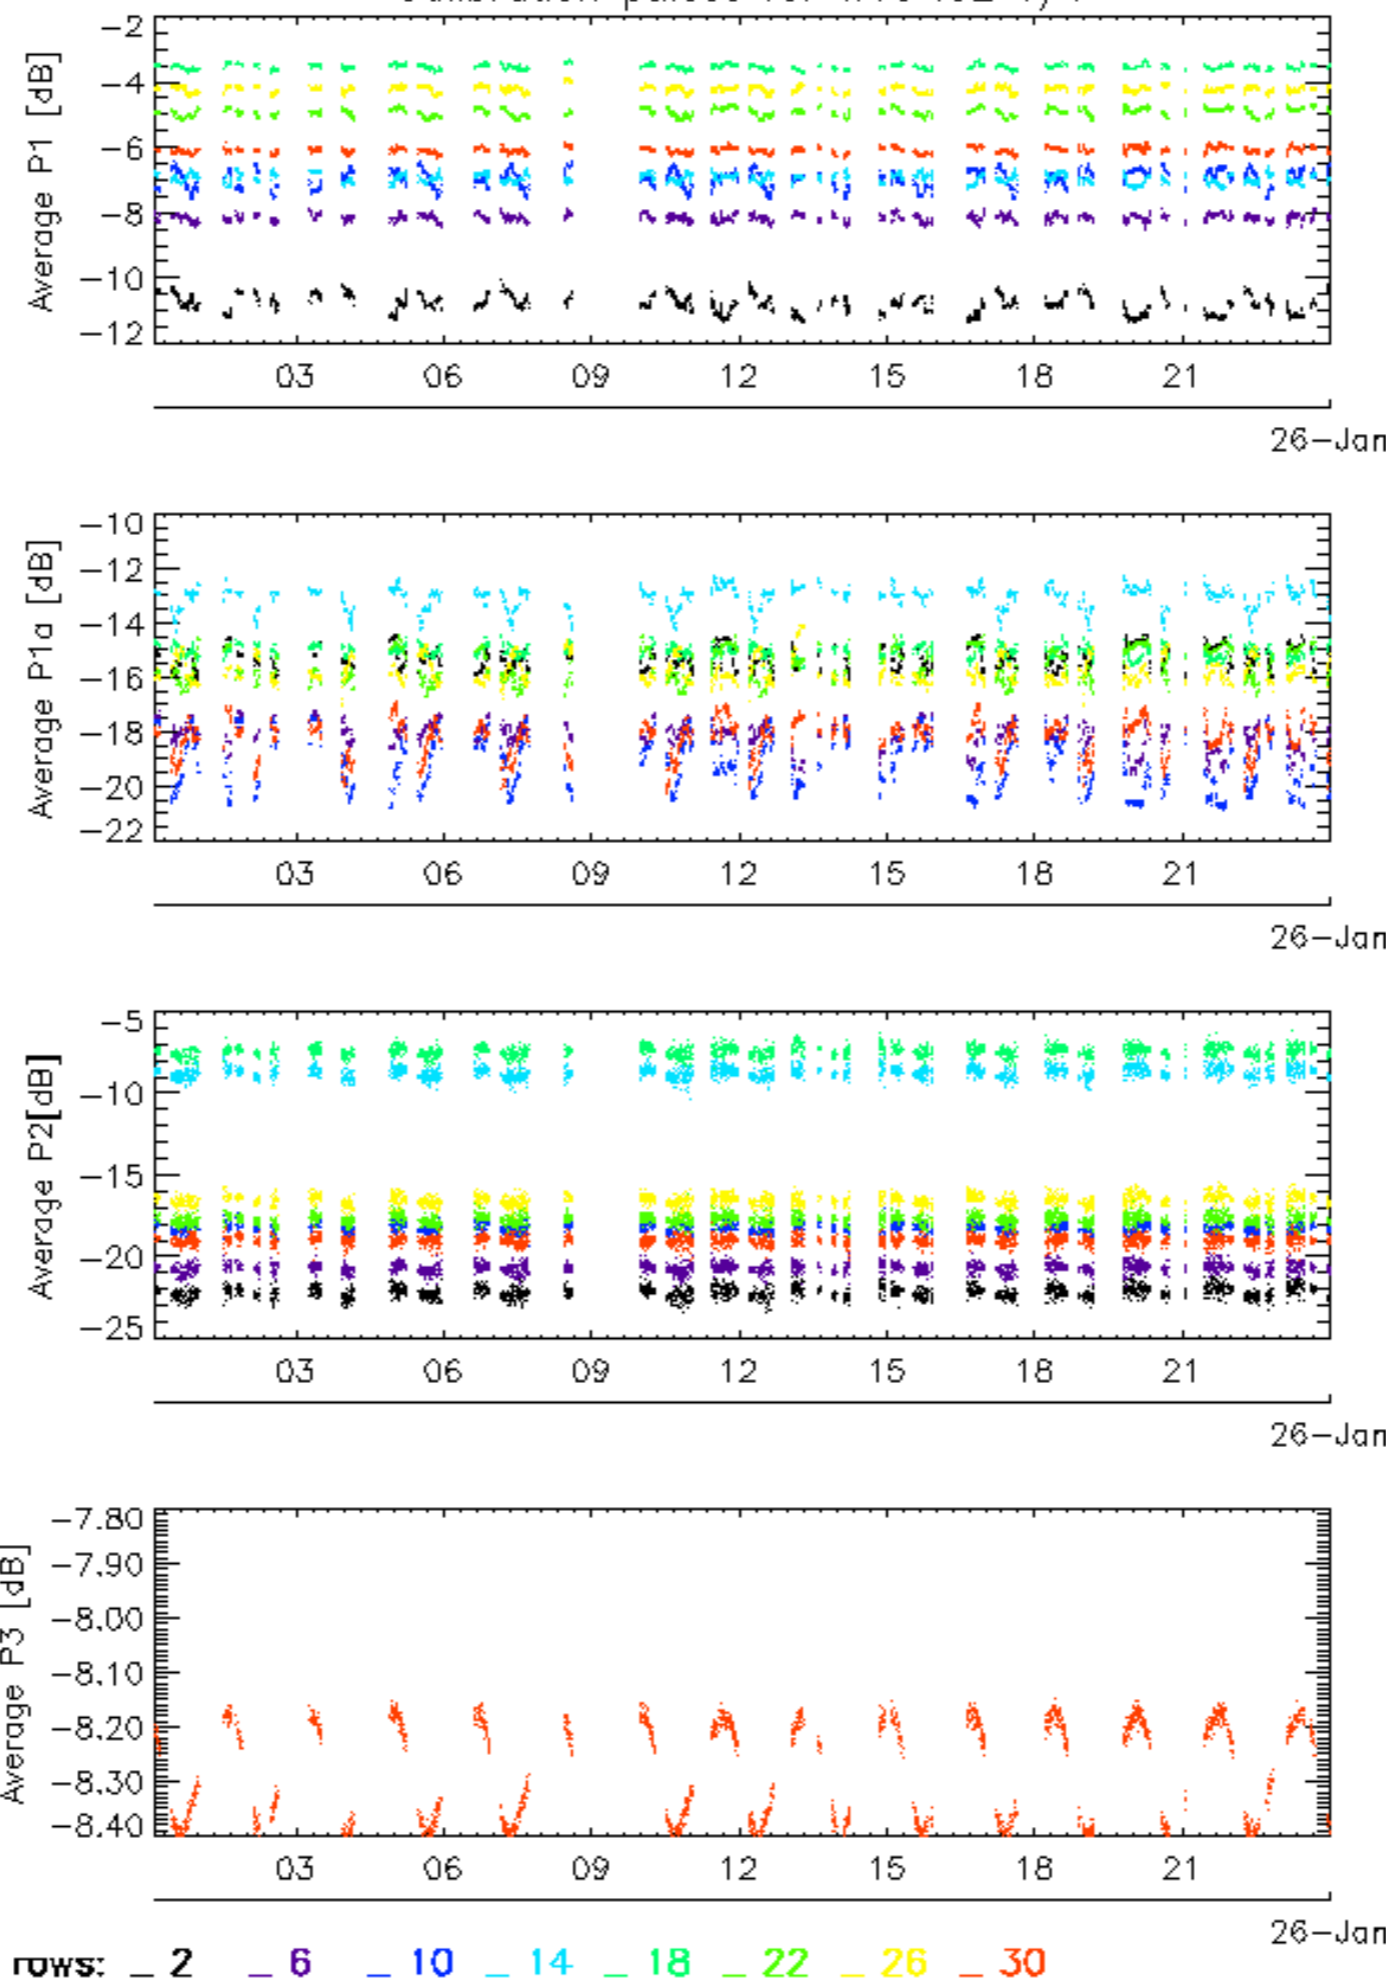 -2
-4
-6
-8
-10
-12
Average P1 [dB]
03 06 09 12 15 18 21
26-Jan
-10
-12
-14
-16
-18
-20
-22
Average P1a [dB]
03 06 09 12 15 18 21
26-Jan
-5
-10
-15
-20
-25
Average P2[dB]
03 06 09 12 15 18 21
26-Jan
-7.80
-7.90
-8.00
-8.10
-8.20
-8.30
-8.40
Average P3 [dB]
03 06 09 12 15 18 21
26-Jan
rows: _ 2 _ 6 _ 10 _ 14 _ 18 _ 22 _ 26 _ 30